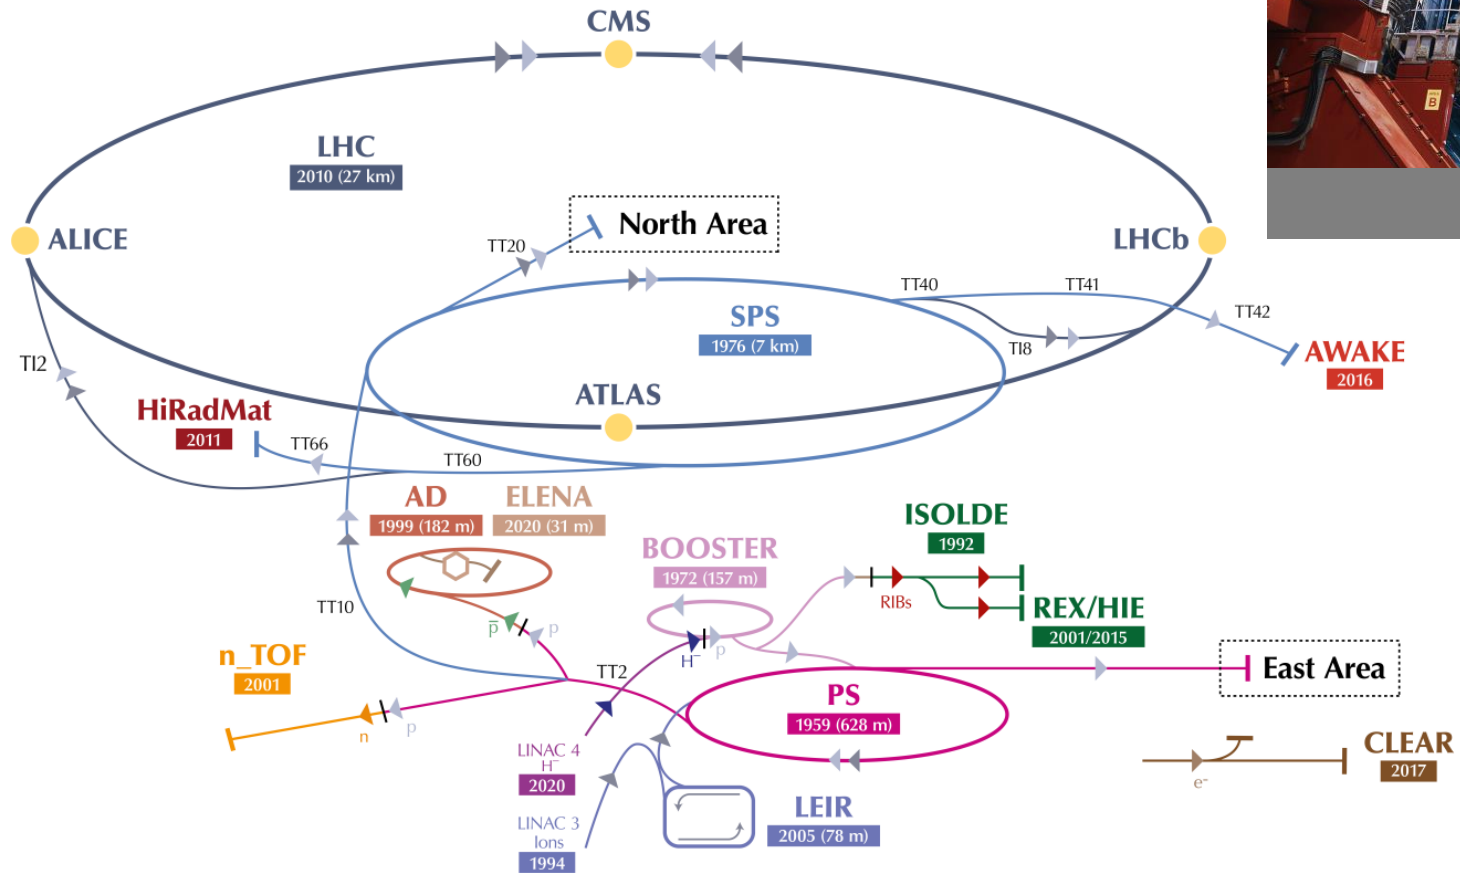 CMS
LHC
2010 (27 km)
North Area
TT20
ALICE
LHCb
SPS
1976 (7 km)
TT40
TT41
TT42
TI8
AWAKE
2016
TI2
ATLAS
HiRadMat
2011
TT66
TT60
AD
1999 (182 m)
ELENA
2020 (31 m)
ISOLDE
1992
BOOSTER
1972 (157 m)
RIBs
REX/HIE
2001/2015
TT10
p̅
p
H⁻
p
n_TOF
2001
TT2
East Area
PS
1959 (628 m)
n
p
LINAC 4
H⁻
2020
CLEAR
2017
e⁻
LEIR
2005 (78 m)
LINAC 3
Ions
1994
B